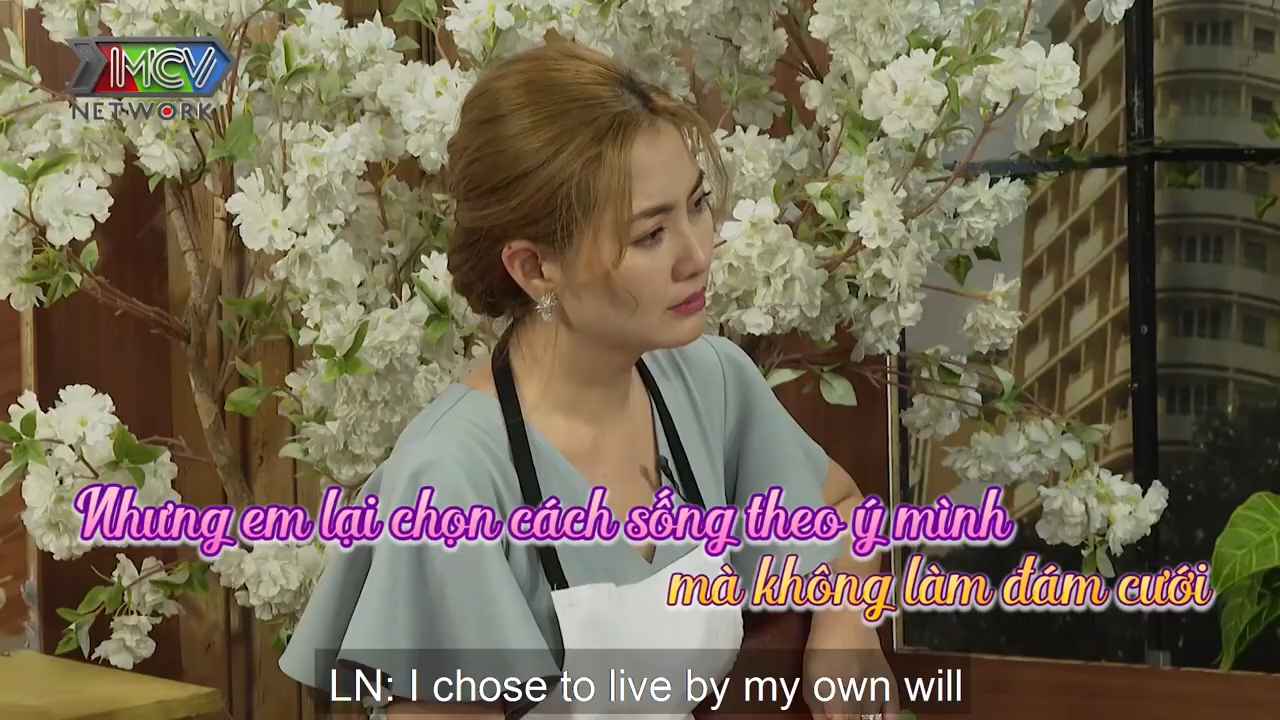 MCV
NETWORK
Nhưng em lại chọn cách sống theo ý mình
mà không làm đám cưới
LN: I chose to live by my own will